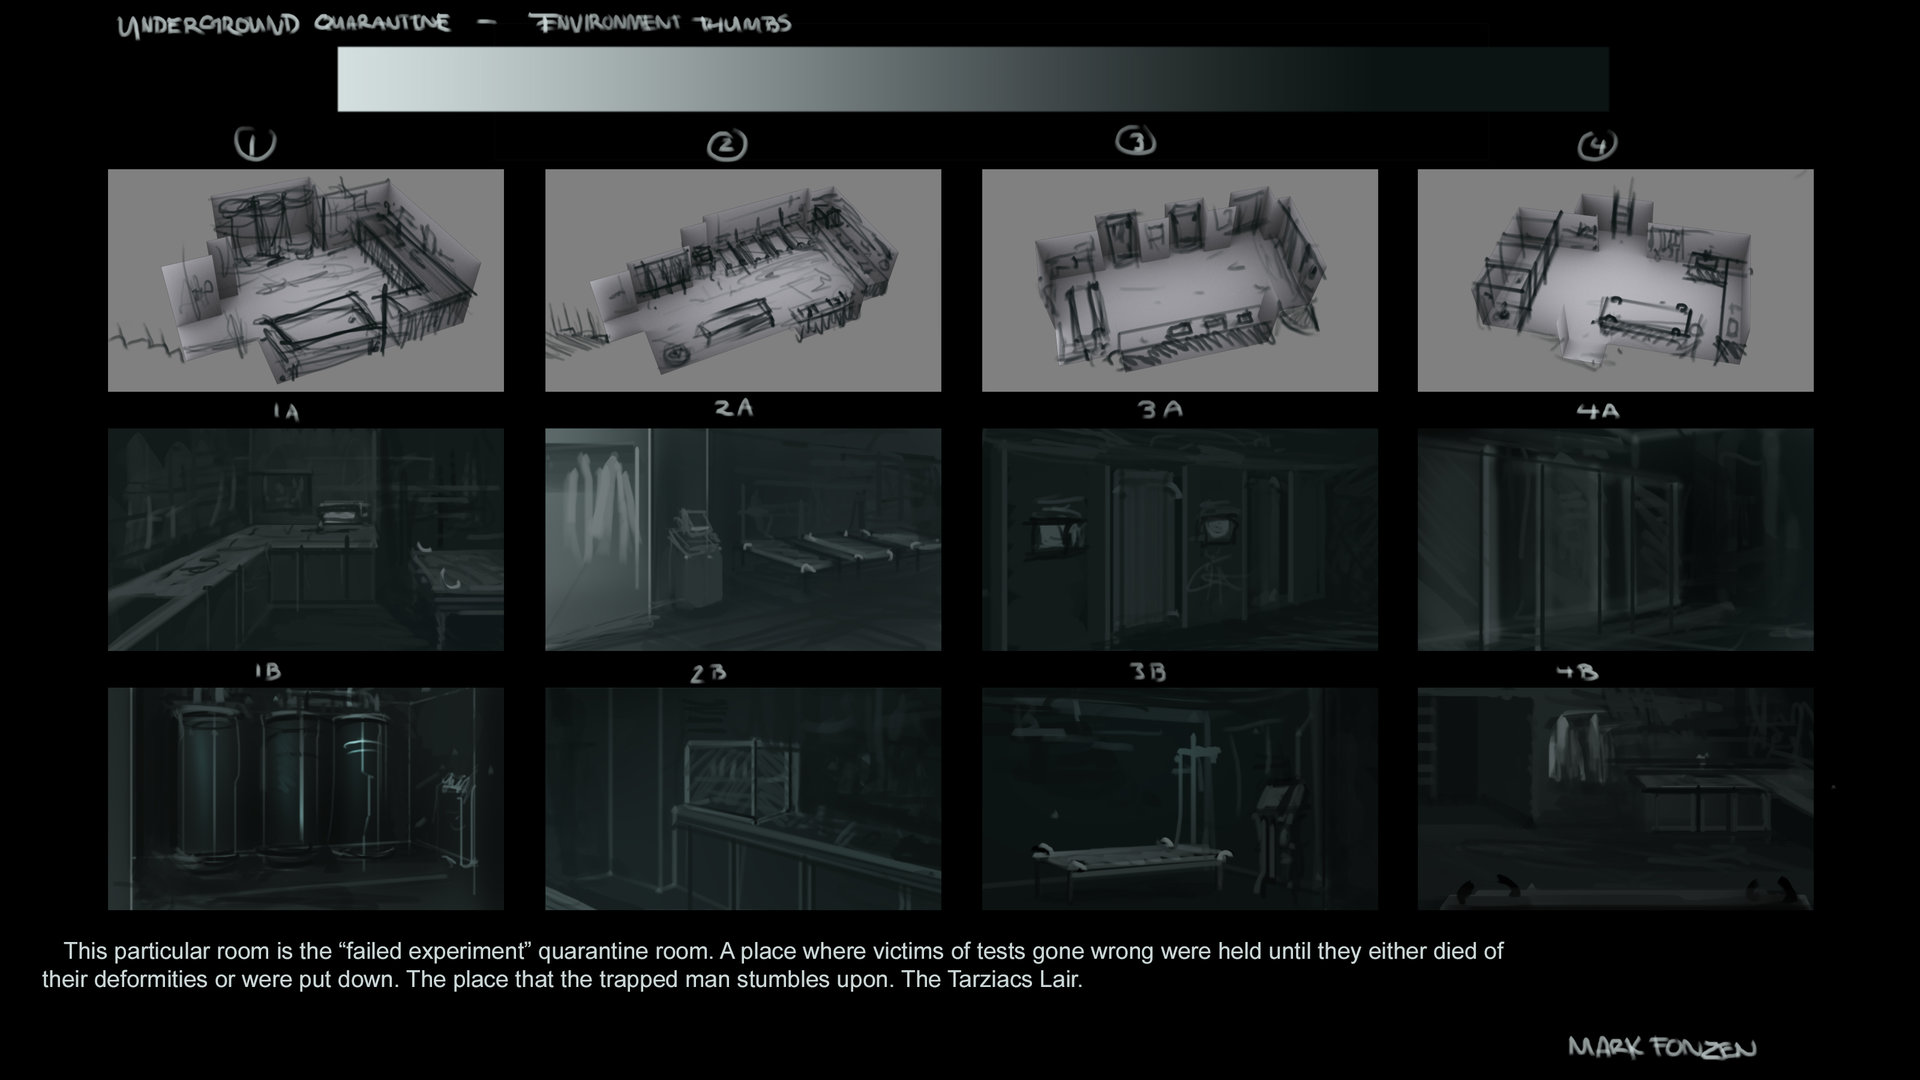 UNDERGROUND QUARANTINE - ENVIRONMENT THUMBS
1 2 3 4
1A 2A 3A 4A
1B 2B 3B 4B
This particular room is the “failed experiment” quarantine room. A place where victims of tests gone wrong were held until they either died of
their deformities or were put down. The place that the trapped man stumbles upon. The Tarziacs Lair.
MARK FONZEN